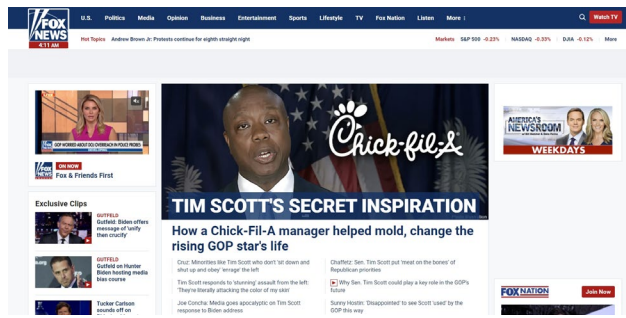 FOX
NEWS
4:11 AM
U.S. Politics Media Opinion Business Entertainment Sports Lifestyle TV Fox Nation Listen More
Watch TV
Hot Topics Andrew Brown Jr: Protests continue for eighth straight night
Markets S&P 500 -0.23% NASDAQ -0.33% DJIA -0.12% More
GOP WORRIED ABOUT DOJ OVERREACH IN POLICE PROBES
ON NOW
Fox & Friends First
Exclusive Clips
GUTFELD
Gutfeld: Biden offers
message of 'unify
then crucify'
GUTFELD
Gutfeld on Hunter
Biden hosting media
bias course
Tucker Carlson
sounds off on
Chick-fil-A
TIM SCOTT'S SECRET INSPIRATION
How a Chick-Fil-A manager helped mold, change the
rising GOP star's life
Cruz: Minorities like Tim Scott who don't 'sit down and
shut up and obey' 'enrage' the left
Tim Scott responds to 'stunning' assault from the left:
'They're literally attacking the color of my skin'
Joe Concha: Media goes apocalyptic on Tim Scott
response to Biden address
Chaffetz: Sen. Tim Scott put 'meat on the bones' of
Republican priorities
Why Sen. Tim Scott could play a key role in the GOP's
future
Sunny Hostin: 'Disappointed' to see Scott 'used' by the
GOP this way
AMERICA'S
NEWSROOM
WEEKDAYS
FOX NATION
Join Now